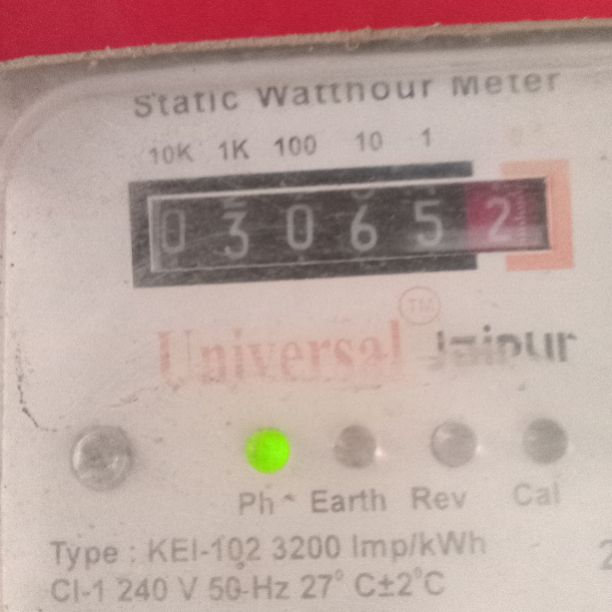 Static Watthour Meter
10K 1K 100 10 1
0 3 0 6 5 2
TM
Universal Jaipur
Ph Earth Rev Cal
Type : KEI-102 3200 Imp/kWh
Cl-1 240 V 50-Hz 27° C±2°C